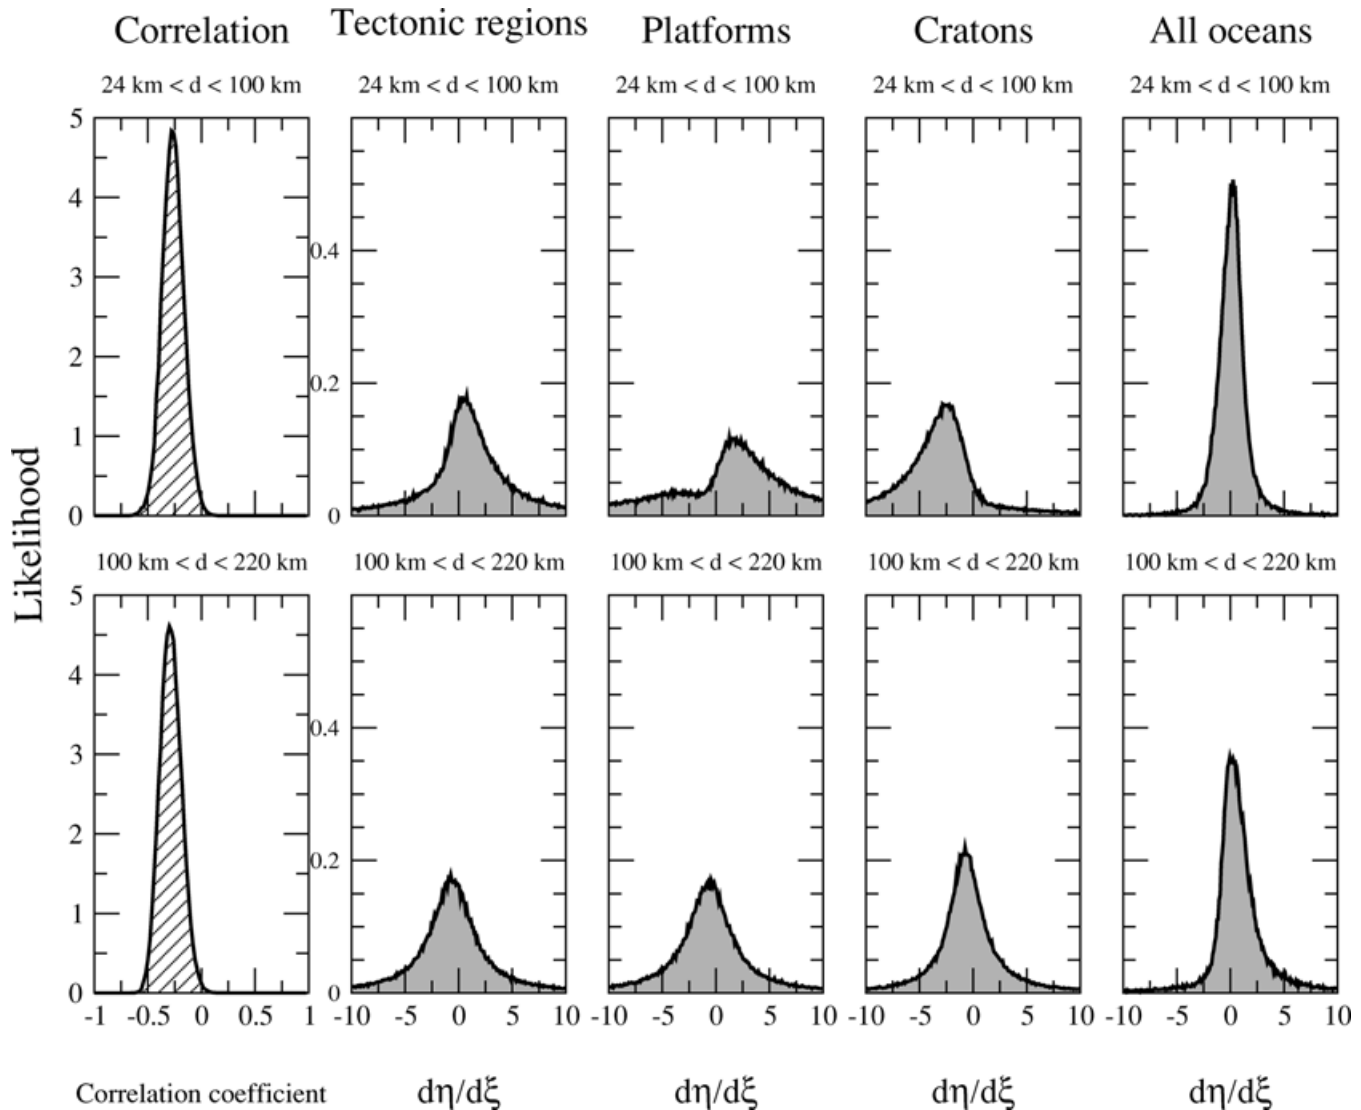 Correlation Tectonic regions Platforms Cratons All oceans
24 km < d < 100 km 24 km < d < 100 km 24 km < d < 100 km 24 km < d < 100 km 24 km < d < 100 km
5
4
0.4
3
2
0.2
1
0 0
Likelihood
100 km < d < 220 km 100 km < d < 220 km 100 km < d < 220 km 100 km < d < 220 km 100 km < d < 220 km
5
4
0.4
3
2
0.2
1
0 0
-1 -0.5 0 0.5 1 -10 -5 0 5 -10 -5 0 5 -10 -5 0 5 10 -10 -5 0 5 10
Correlation coefficient dη/dξ dη/dξ dη/dξ dη/dξ